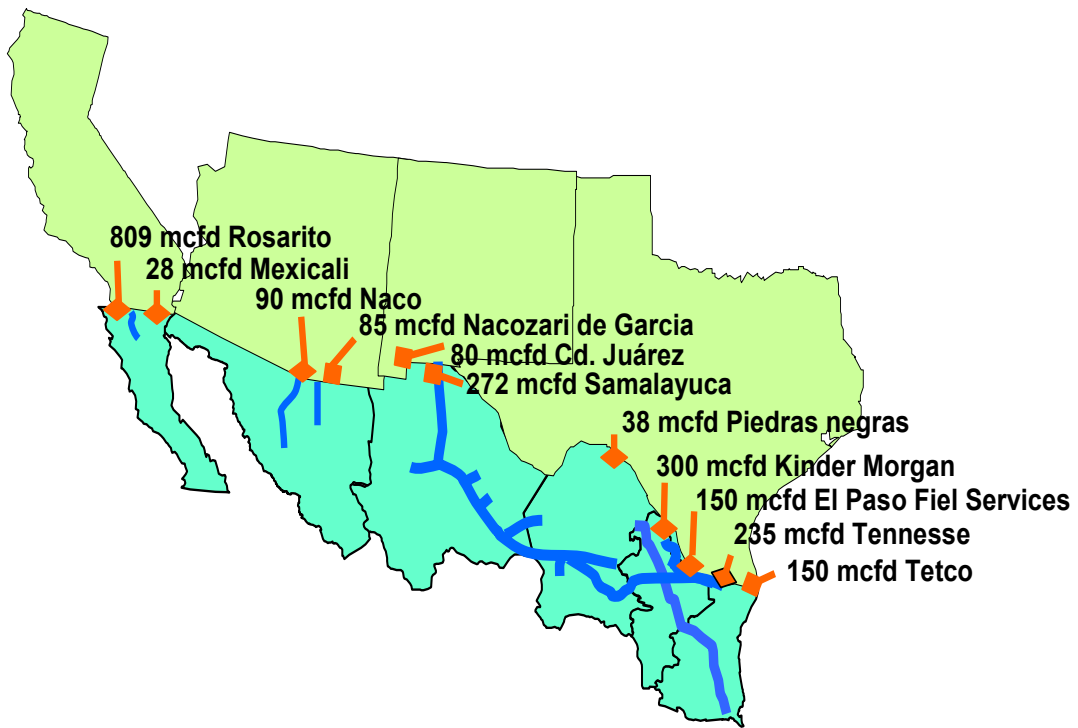 809 mcfd Rosarito
28 mcfd Mexicali
90 mcfd Naco
85 mcfd Nacozari de Garcia
80 mcfd Cd. Juárez
272 mcfd Samalayuca
38 mcfd Piedras negras
300 mcfd Kinder Morgan
150 mcfd El Paso Fiel Services
235 mcfd Tennesse
150 mcfd Tetco